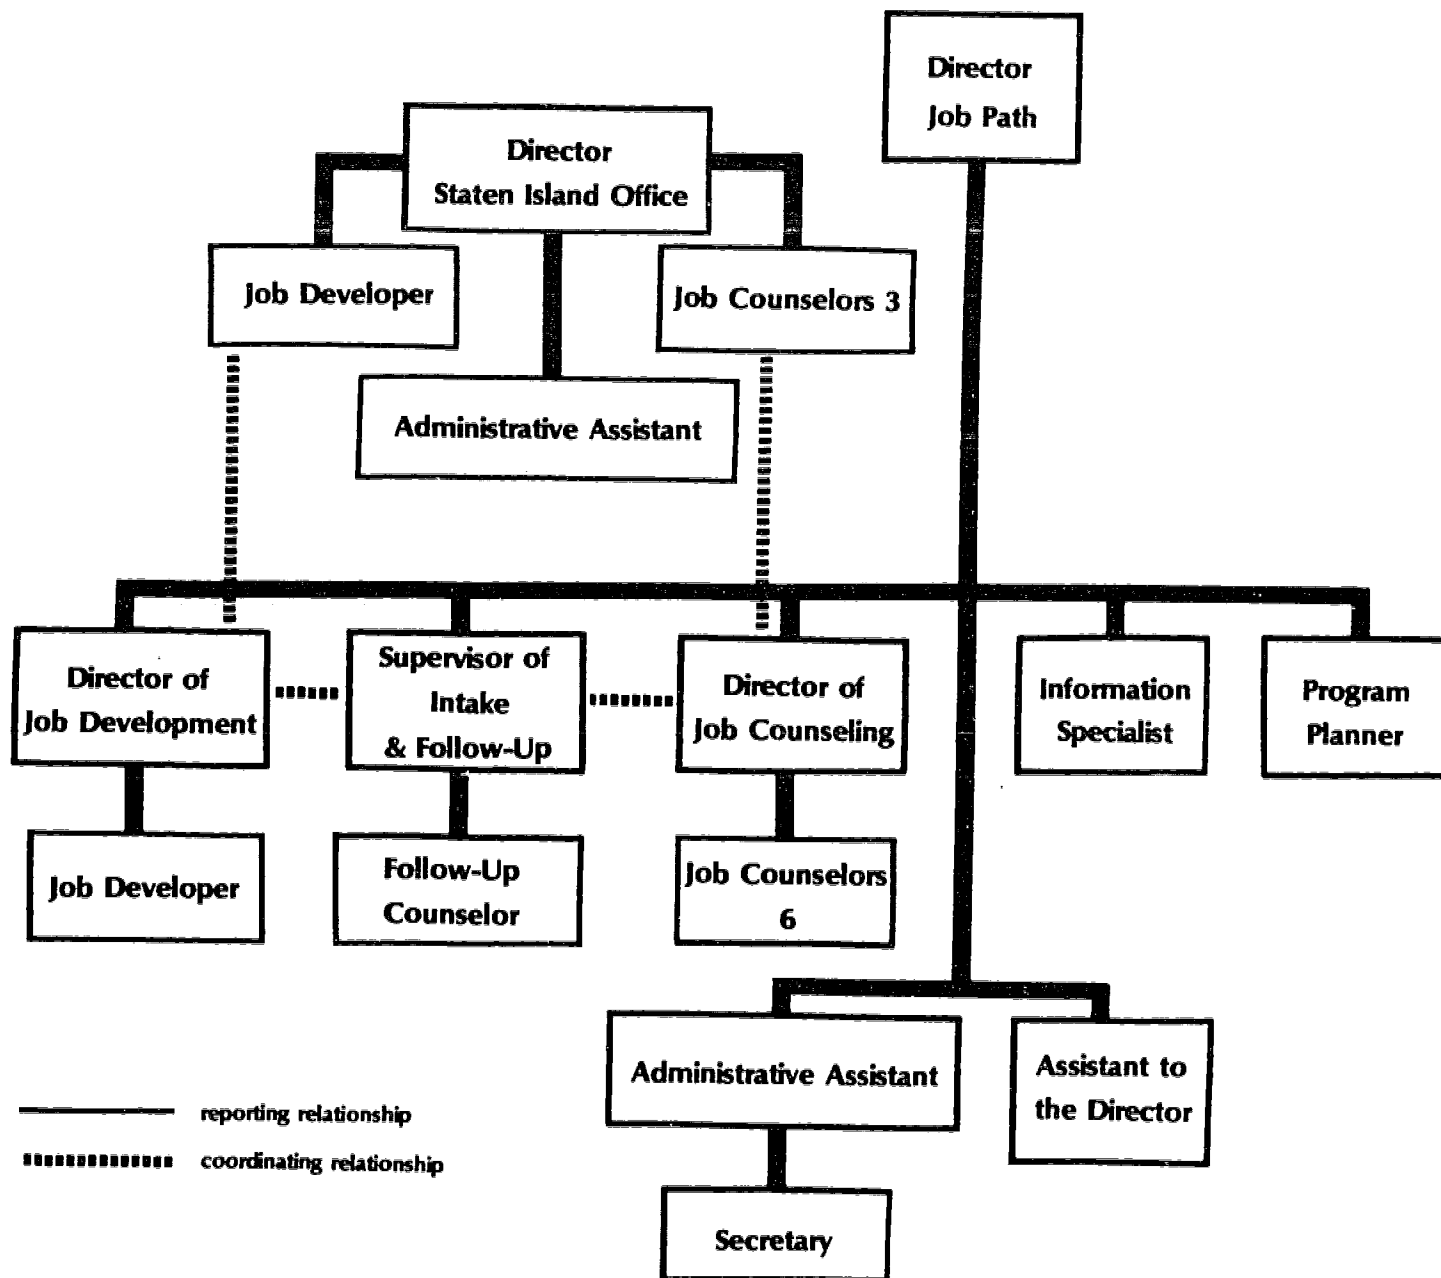 Director
Job Path
Director
Staten Island Office
Job Developer
Job Counselors 3
Administrative Assistant
Director of
Job Development
Supervisor of
Intake
& Follow-Up
Director of
Job Counseling
Information
Specialist
Program
Planner
Job Developer
Follow-Up
Counselor
Job Counselors
6
Administrative Assistant
Assistant to
the Director
reporting relationship
coordinating relationship
Secretary